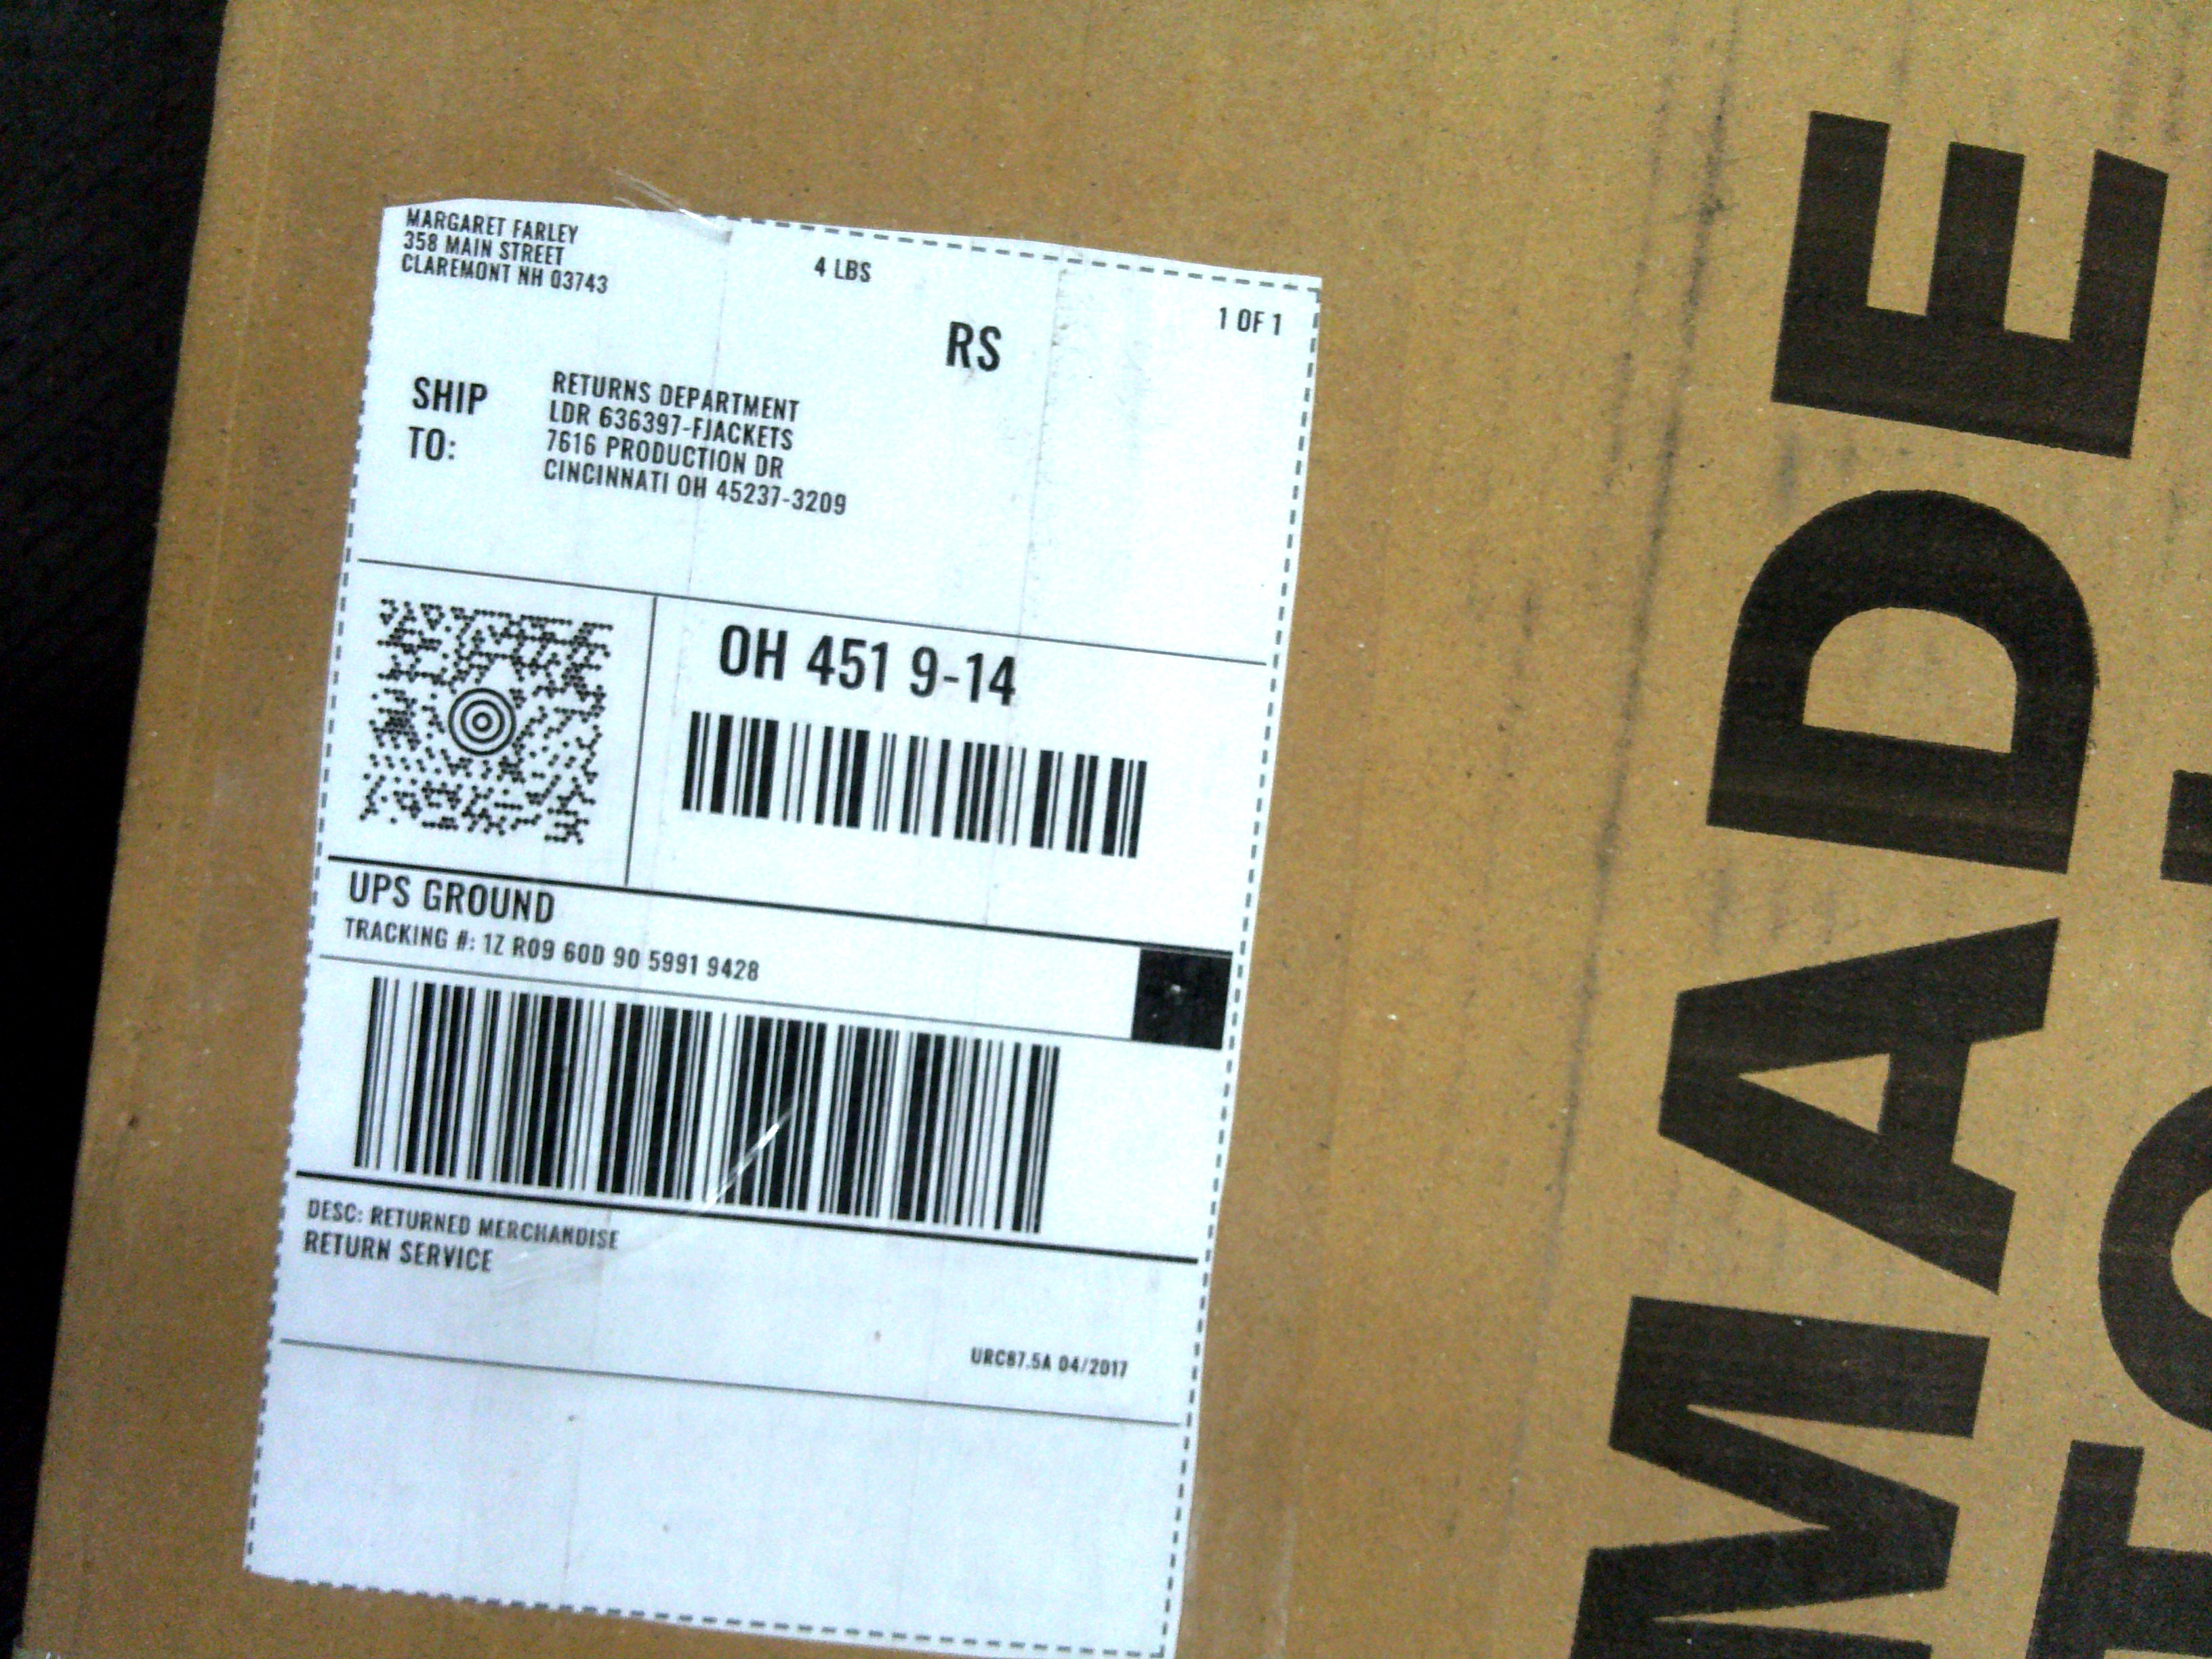 MARGARET FARLEY
358 MAIN STREET
CLAREMONT NH 03743
4 LBS
1 OF 1
RS
SHIP
TO:
RETURNS DEPARTMENT
LDR 636397-FJACKETS
7616 PRODUCTION DR
CINCINNATI OH 45237-3209
OH 451 9-14
UPS GROUND
TRACKING #: 1Z R09 60D 90 5991 9428
DESC: RETURNED MERCHANDISE
RETURN SERVICE
URC87.5A 04/2017
MADE